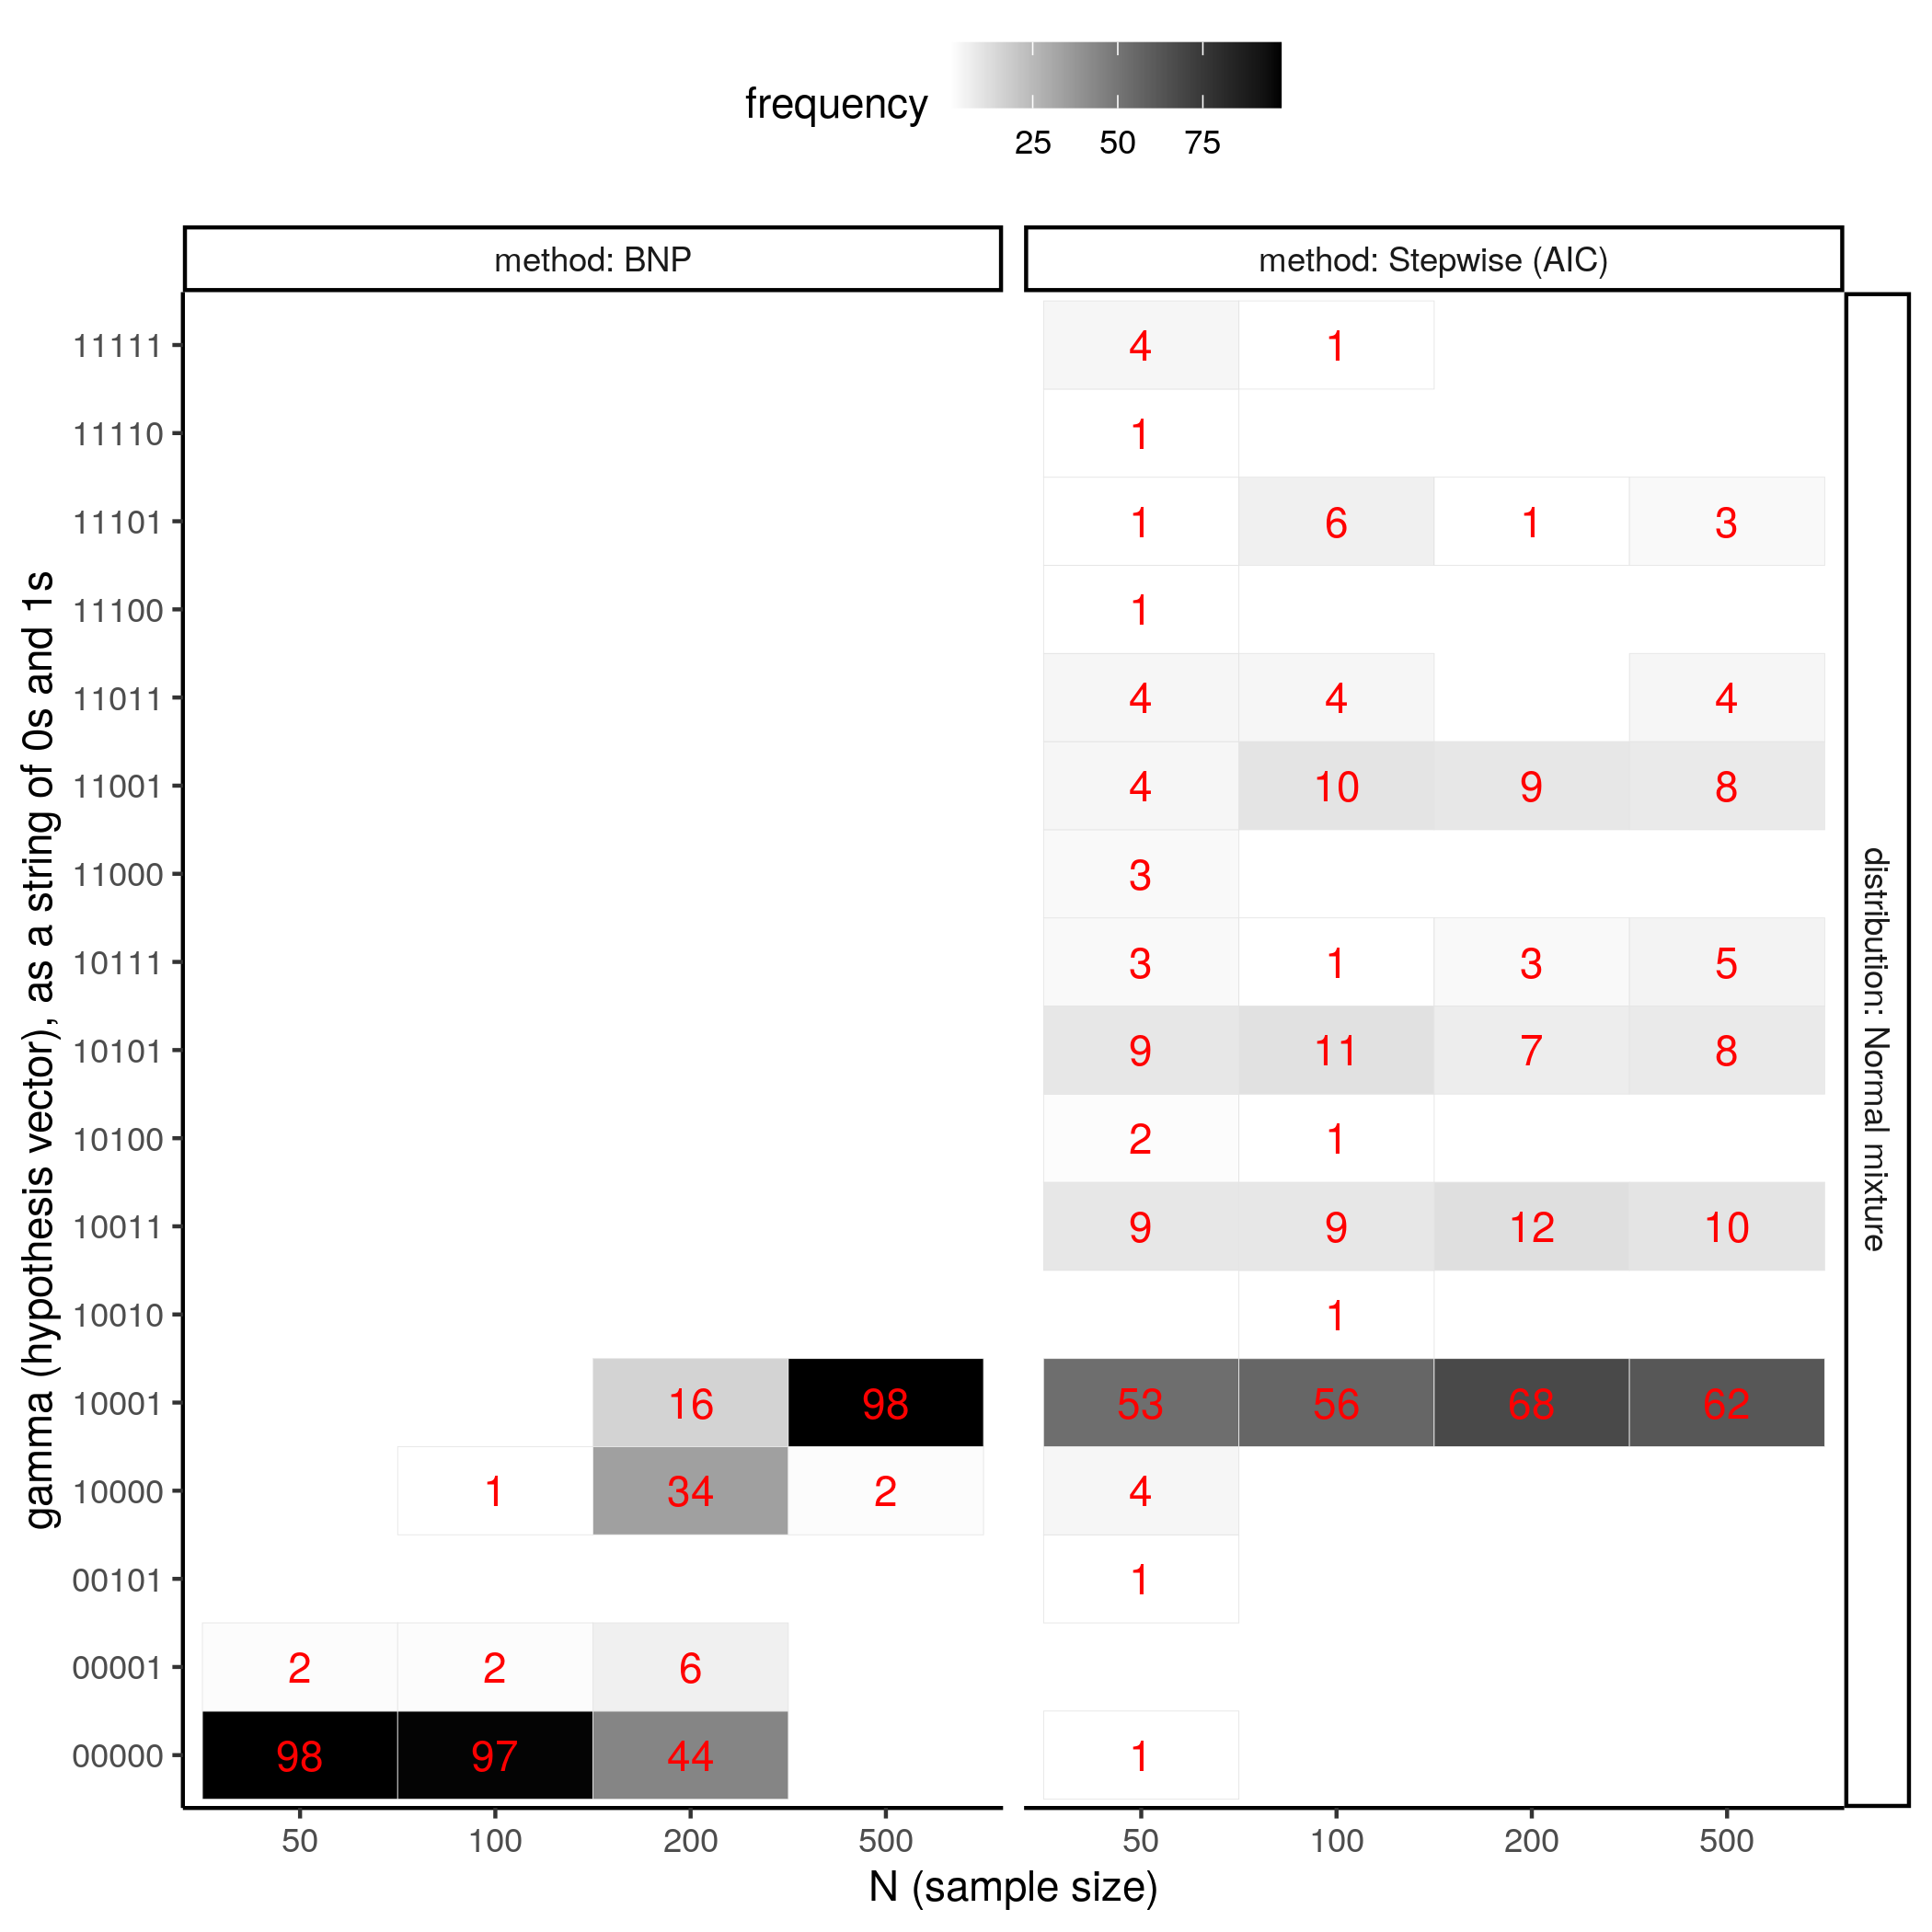 frequency
25 50 75
method: BNP
method: Stepwise (AIC)
distribution: Normal mixture
gamma (hypothesis vector), as a string of 0s and 1s
11111 4 1
11110 1
11101 1 6 1 3
11100 1
11011 4 4 4
11001 4 10 9 8
11000 3
10111 3 1 3 5
10101 9 11 7 8
10100 2 1
10011 9 9 12 10
10010 1
10001 16 98 53 56 68 62
10000 1 34 2 4
00101 1
00001 2 2 6
00000 98 97 44 1
50 100 200 500 50 100 200 500
N (sample size)